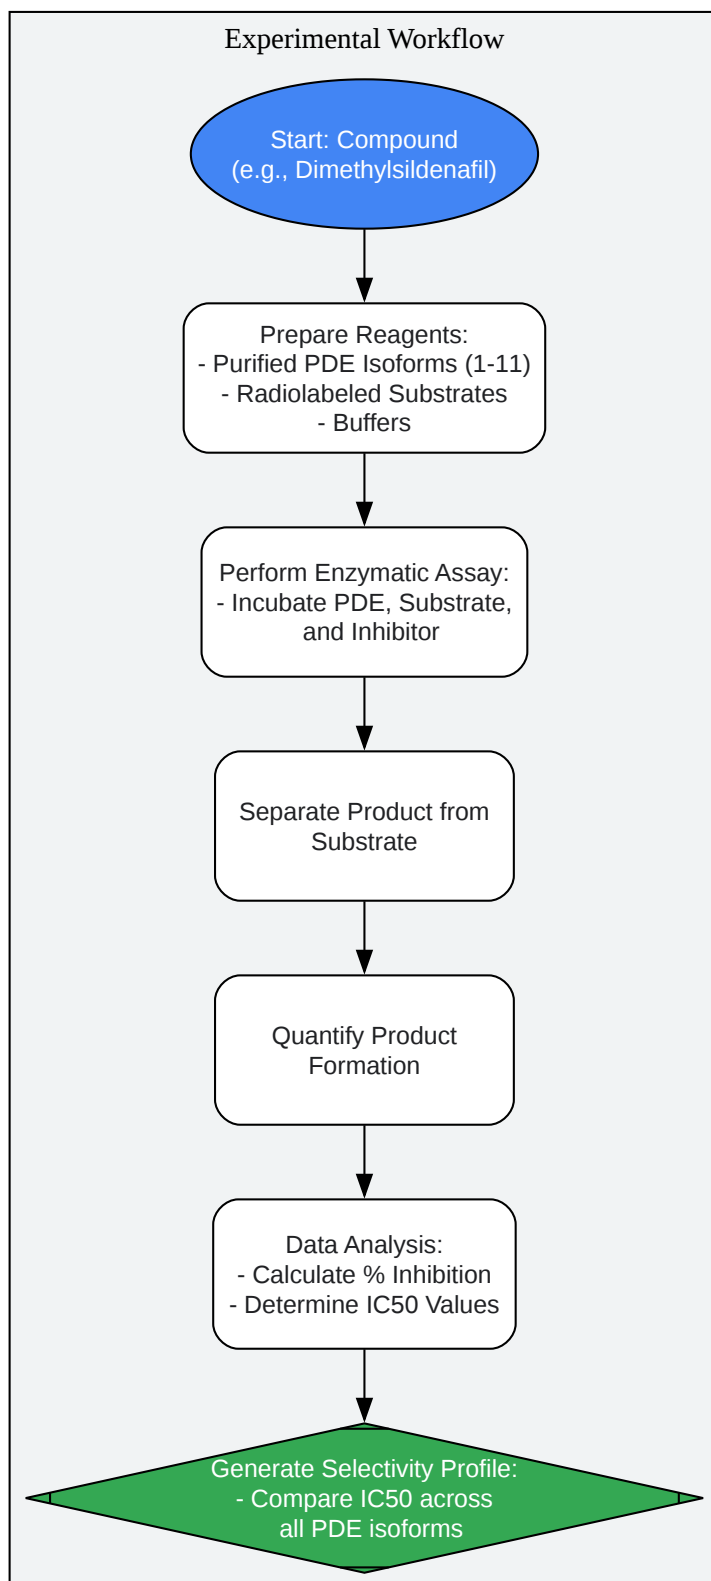 Experimental Workflow
Start: Compound
(e.g., Dimethylsildenafil)
Prepare Reagents:
- Purified PDE Isoforms (1-11)
- Radiolabeled Substrates
- Buffers
Perform Enzymatic Assay:
- Incubate PDE, Substrate,
and Inhibitor
Separate Product from
Substrate
Quantify Product
Formation
Data Analysis:
- Calculate % Inhibition
- Determine IC50 Values
Generate Selectivity Profile:
- Compare IC50 across
all PDE isoforms